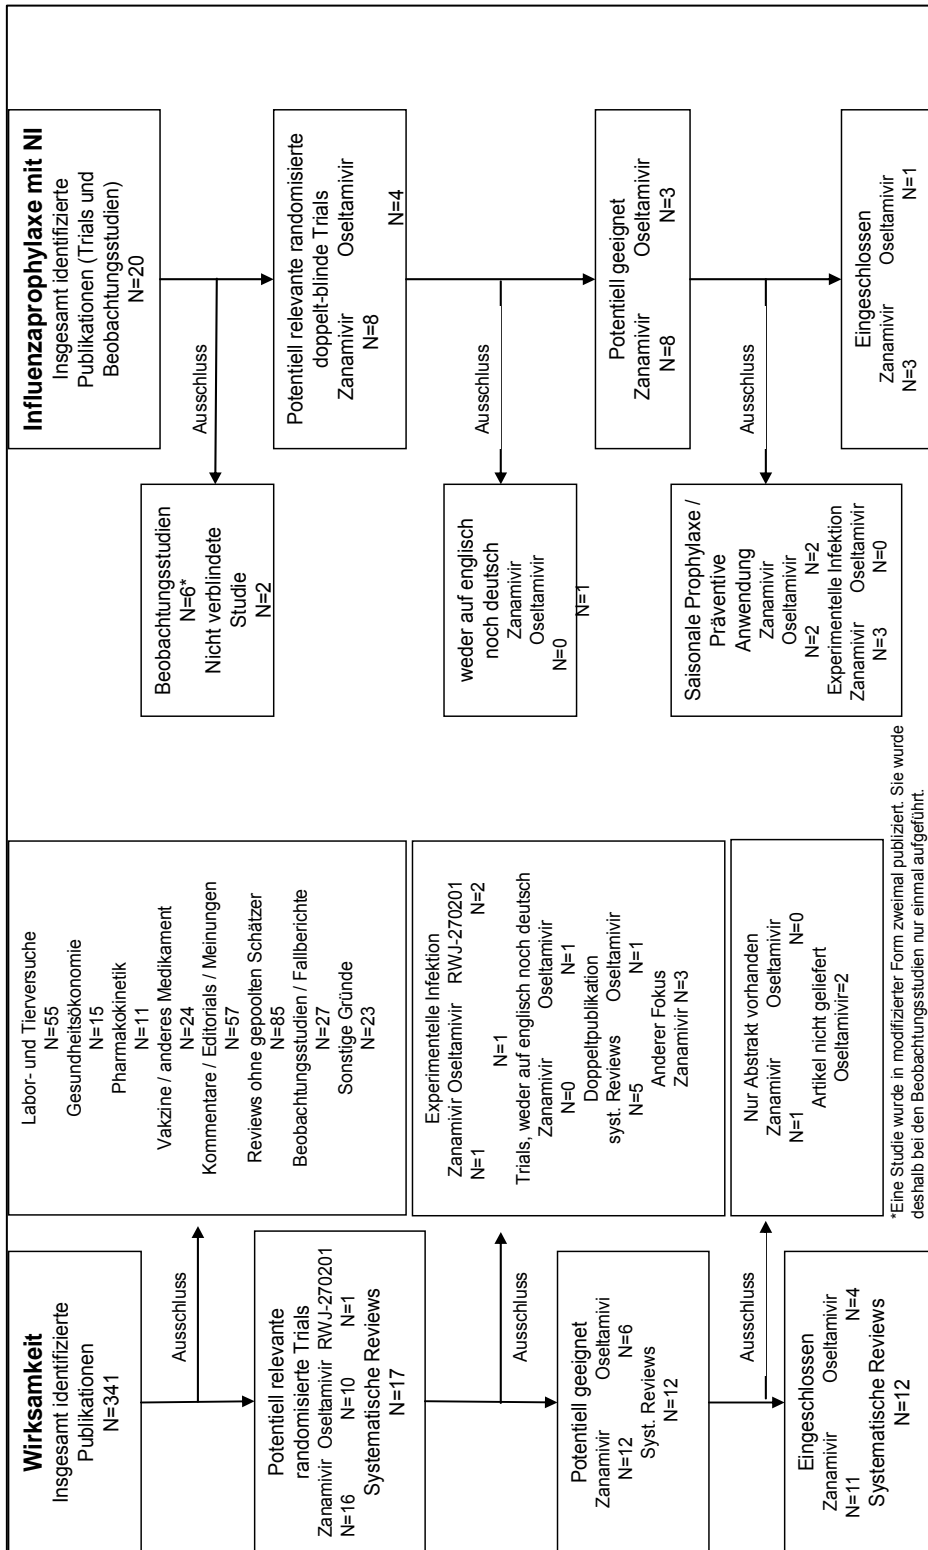 Wirksamkeit
Insgesamt identifizierte
Publikationen
N=341
Ausschluss
Labor- und Tierversuche
N=55
Gesundheitsökonomie
N=15
Pharmakokinetik
N=11
Vakzine / anderes Medikament
N=24
Kommentare / Editorials / Meinungen
N=57
Reviews ohne gepoolten Schätzer
N=85
Beobachtungsstudien / Fallberichte
N=27
Sonstige Gründe
N=23
Potentiell relevante
randomisierte Trials
Zanamivir Oseltamivir RWJ-270201
N=16 N=10 N=1
Systematische Reviews
N=17
Ausschluss
Experimentelle Infektion
Zanamivir Oseltamivir RWJ-270201
N=1 N=2
N=1
Trials, weder auf englisch noch deutsch
Zanamivir Oseltamivir
N=0 N=1
Doppeltpublikation
syst. Reviews Oseltamivir
N=5 N=1
Anderer Fokus
Zanamivir N=3
Potentiell geeignet
Zanamivir Oseltamivi
N=12 N=6
Syst. Reviews
N=12
Ausschluss
Nur Abstrakt vorhanden
Zanamivir Oseltamivir
N=1 N=0
Artikel nicht geliefert
Oseltamivir=2
Eingeschlossen
Zanamivir Oseltamivir
N=11 N=4
Systematische Reviews
N=12
*Eine Studie wurde in modifizierter Form zweimal publiziert. Sie wurde
deshalb bei den Beobachtungsstudien nur einmal aufgeführt.
Influenzaprophylaxe mit NI
Insgesamt identifizierte
Publikationen (Trials und
Beobachtungsstudien)
N=20
Ausschluss
Beobachtungsstudien
N=6*
Nicht verblindete
Studie
N=2
Potentiell relevante randomisierte
doppelt-blinde Trials
Zanamivir Oseltamivir
N=8
N=4
Ausschluss
weder auf englisch
noch deutsch
Zanamivir
Oseltamivir
N=0
N=1
Potentiell geeignet
Zanamivir Oseltamivir
N=8 N=3
Ausschluss
Saisonale Prophylaxe /
Präventive
Anwendung
Zanamivir
Oseltamivir
N=2 N=2
Experimentelle Infektion
Zanamivir Oseltamivir
N=3 N=0
Eingeschlossen
Zanamivir Oseltamivir
N=3 N=1